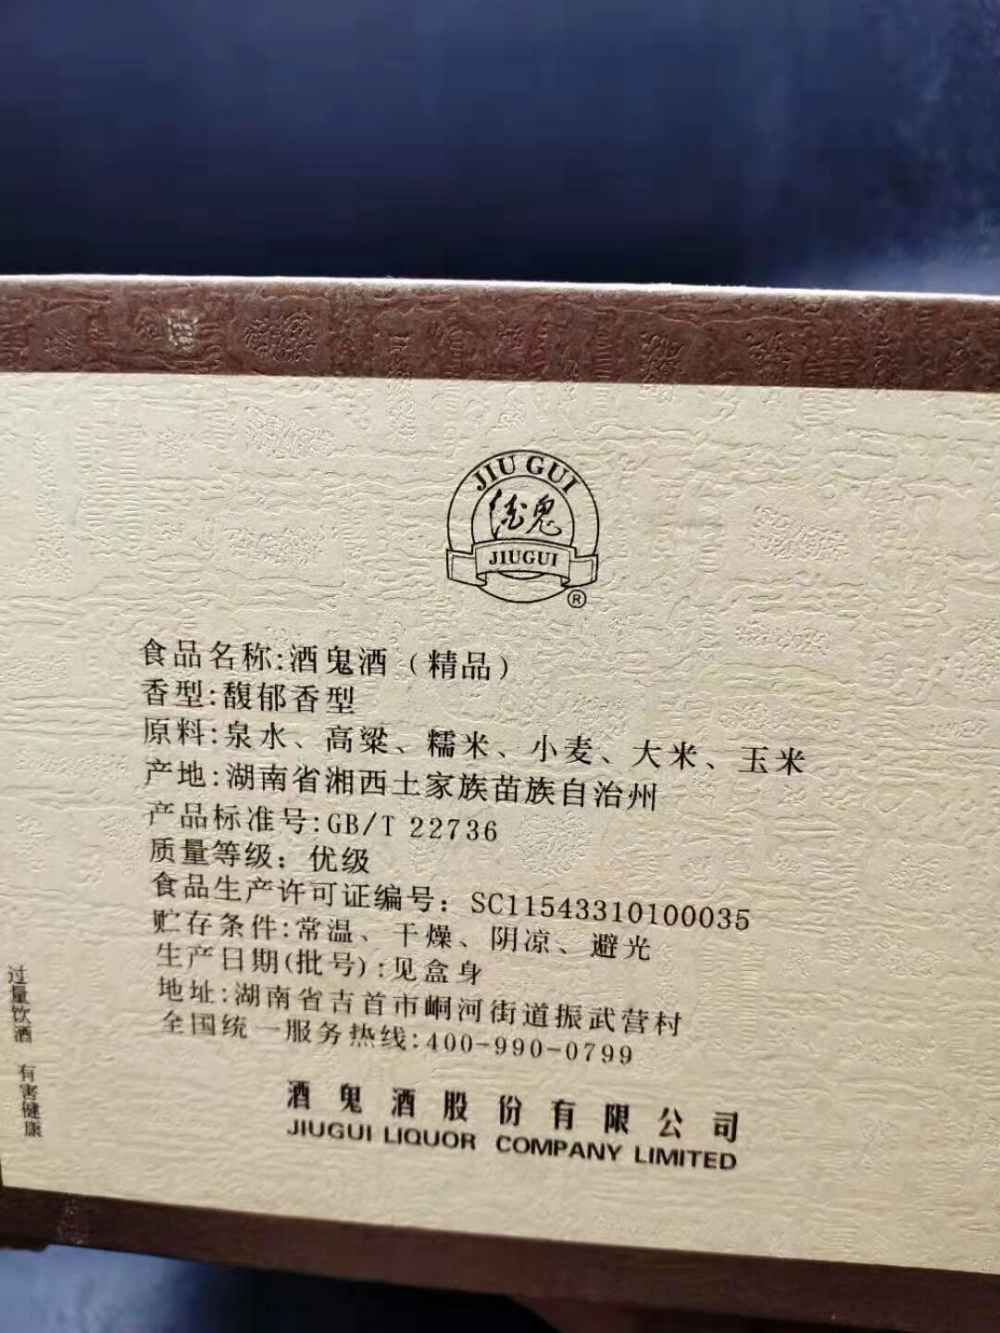 JIU GUI
酒鬼
JIUGUI
®
食品名称:酒鬼酒（精品）
香型:馥郁香型
原料:泉水、高粱、糯米、小麦、大米、玉米
产地:湖南省湘西土家族苗族自治州
产品标准号:GB/T 22736
质量等级：优级
食品生产许可证编号：SC11543310100035
贮存条件:常温、干燥、阴凉、避光
生产日期(批号):见盒身
地址:湖南省吉首市峒河街道振武营村
全国统一服务热线:400-990-0799
酒鬼酒股份有限公司
JIUGUI LIQUOR COMPANY LIMITED
过量饮酒 有害健康